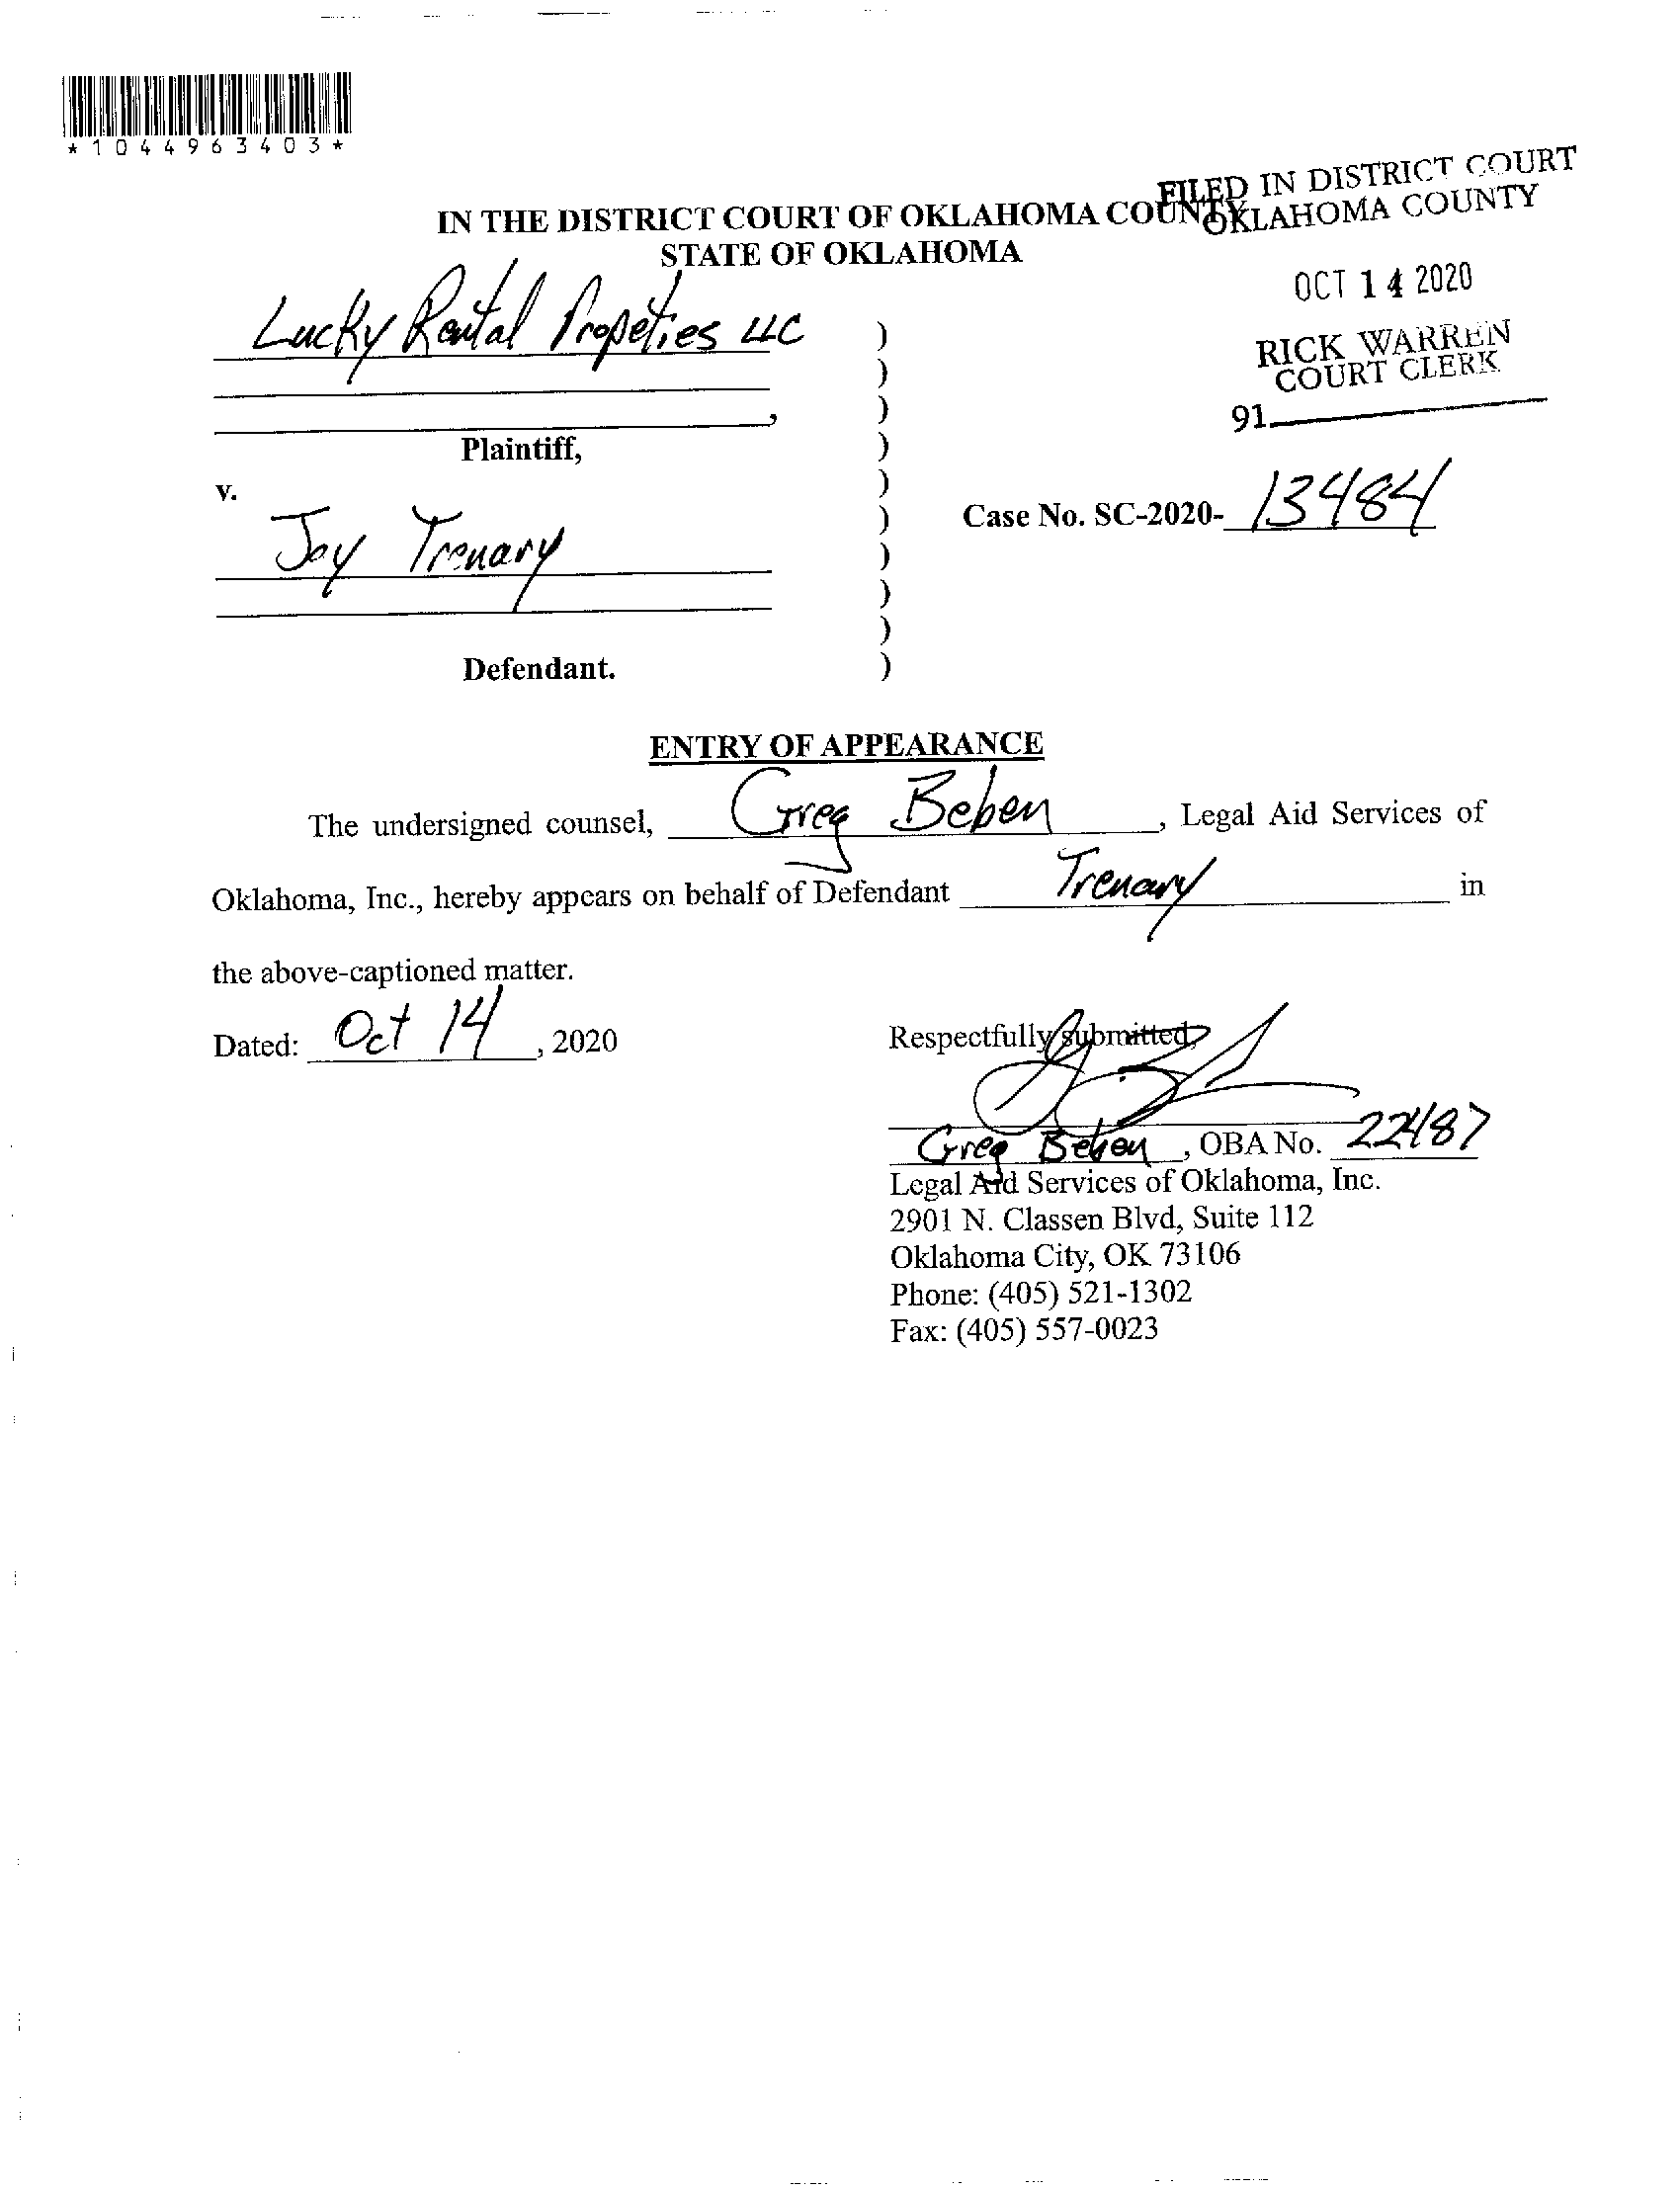 *1044963403*
FILED IN DISTRICT COURT
OKLAHOMA COUNTY
IN THE DISTRICT COURT OF OKLAHOMA COUNTY
STATE OF OKLAHOMA
OCT 14 2020
RICK WARREN
COURT CLERK
91
Lucky Rental Propeties LLC )
)
, )
Plaintiff, )
v. )
Case No. SC-2020- 13484 )
Joy Trenary )
)
)
Defendant. )
ENTRY OF APPEARANCE
The undersigned counsel, Greg Beben, Legal Aid Services of
Oklahoma, Inc., hereby appears on behalf of Defendant Trenary in
the above-captioned matter.
Dated: Oct 14, 2020
Respectfully submitted,
Greg Beben, OBA No. 22487
Legal Aid Services of Oklahoma, Inc.
2901 N. Classen Blvd, Suite 112
Oklahoma City, OK 73106
Phone: (405) 521-1302
Fax: (405) 557-0023